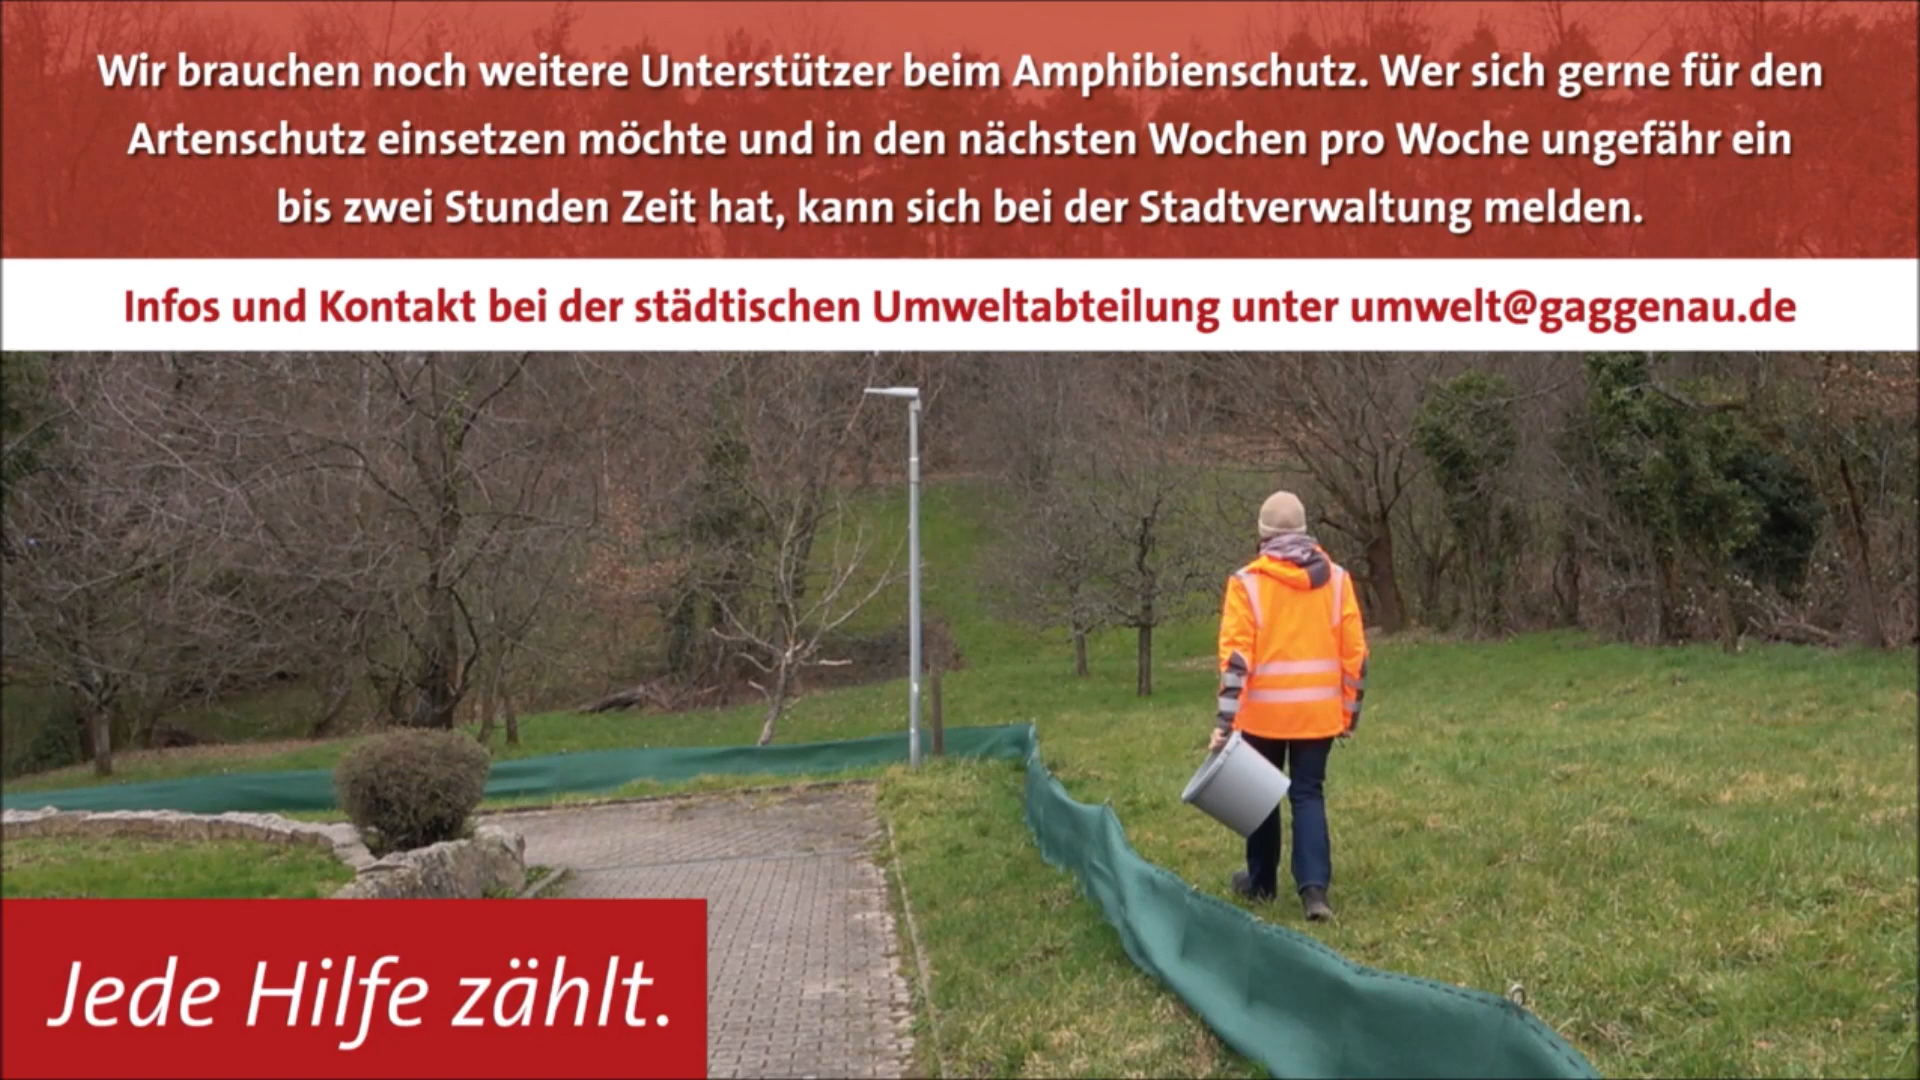 Wir brauchen noch weitere Unterstützer beim Amphibienschutz. Wer sich gerne für den
Artenschutz einsetzen möchte und in den nächsten Wochen pro Woche ungefähr ein
bis zwei Stunden Zeit hat, kann sich bei der Stadtverwaltung melden.
Infos und Kontakt bei der städtischen Umweltabteilung unter umwelt@gaggenau.de
Jede Hilfe zählt.